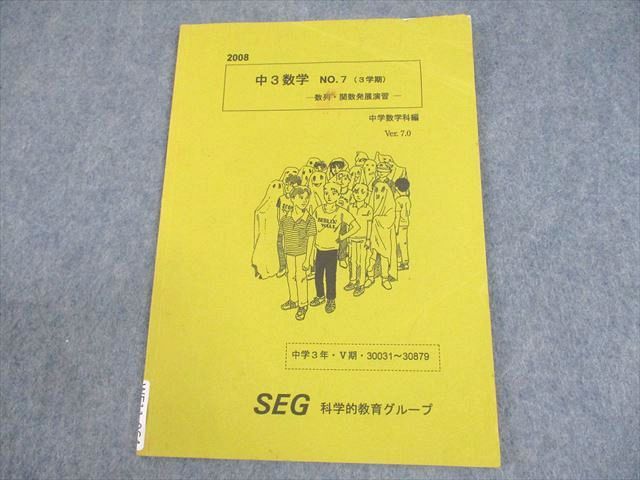 2008
中3数学 NO.7 (3学期)
―数列・関数発展演習―
中学数学科編
Ver. 7.0
BERLIN
中学3年・V期・30031~30879
SEG 科学的教育グループ